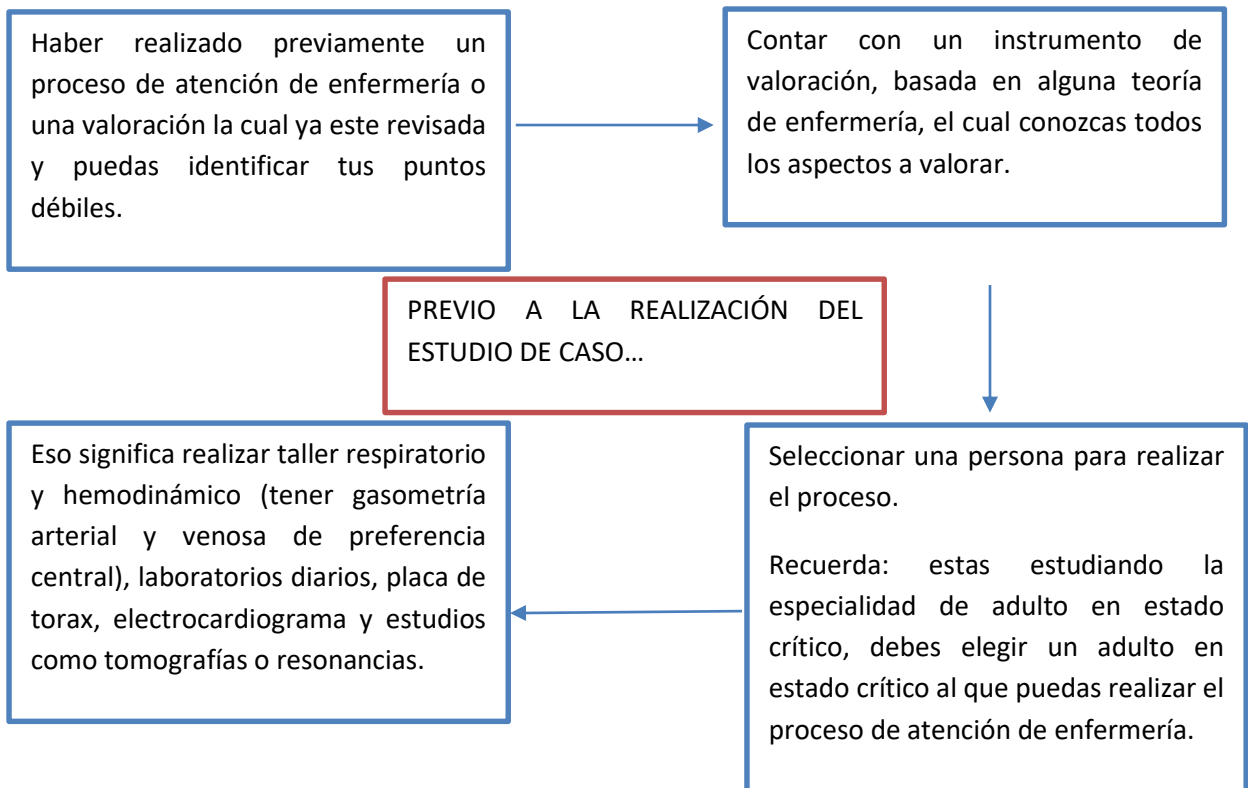 Haber realizado previamente un
proceso de atención de enfermería o
una valoración la cual ya este revisada
y puedas identificar tus puntos
débiles.
Contar con un instrumento de
valoración, basada en alguna teoría
de enfermería, el cual conozcas todos
los aspectos a valorar.
PREVIO A LA REALIZACIÓN DEL
ESTUDIO DE CASO...
Seleccionar una persona para realizar
el proceso.
Recuerda: estas estudiando la
especialidad de adulto en estado
crítico, debes elegir un adulto en
estado crítico al que puedas realizar el
proceso de atención de enfermería.
Eso significa realizar taller respiratorio
y hemodinámico (tener gasometría
arterial y venosa de preferencia
central), laboratorios diarios, placa de
torax, electrocardiograma y estudios
como tomografías o resonancias.